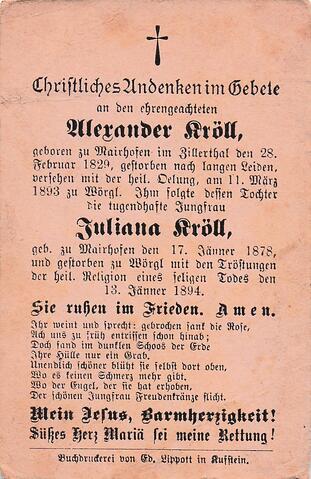 Christliches Andenken im Gebete
an den ehrengeachteten
Alexander Kröll,
geboren zu Mairhofen im Zillerthal den 28.
Februar 1829, gestorben nach langen Leiden,
versehen mit der heil. Oelung, am 11. März
1893 zu Wörgl. Ihm folgte dessen Tochter
die tugendhafte Jungfrau
Juliana Kröll,
geb. zu Mairhofen den 17. Jänner 1878,
und gestorben zu Wörgl mit den Tröstungen
der heil. Religion eines seligen Todes den
13. Jänner 1894.
Sie ruhen im Frieden. Amen.
Ihr weint und sprecht: gebrochen sank die Rose,
Ach uns zu früh entrissen schon hinab;
Doch fand im dunklen Schoos der Erde
Ihre Hülle nur ein Grab.
Unendlich schöner blüht sie selbst dort oben,
Wo es keinen Schmerz mehr gibt.
Wo der Engel, der sie hat erhoben,
Der schönen Jungfrau Freudenkränze flicht.
Mein Jesus, Barmherzigkeit!
Süßes Herz Mariä sei meine Rettung!
Buchdruckerei von Ed. Lippott in Kufstein.